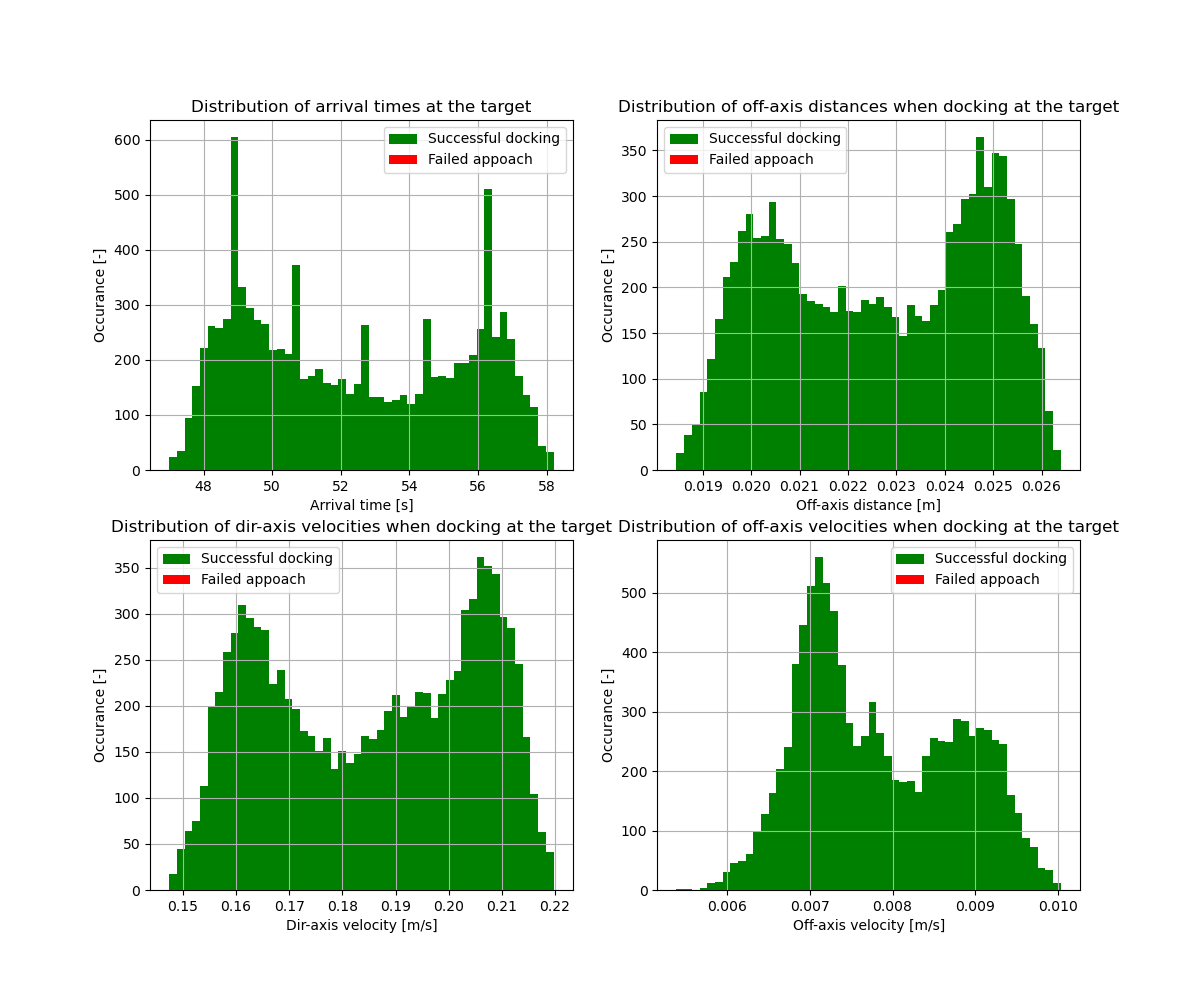 Distribution of arrival times at the target
Successful docking
Failed appoach
600
500
400
300
200
100
0
Occurance [-]
48 50 52 54 56 58
Arrival time [s]
Distribution of off-axis distances when docking at the target
Successful docking
Failed appoach
350
300
250
200
150
100
50
0
Occurance [-]
0.019 0.020 0.021 0.022 0.023 0.024 0.025 0.026
Off-axis distance [m]
Distribution of dir-axis velocities when docking at the target
Successful docking
Failed appoach
350
300
250
200
150
100
50
0
Occurance [-]
0.15 0.16 0.17 0.18 0.19 0.20 0.21 0.22
Dir-axis velocity [m/s]
Distribution of off-axis velocities when docking at the target
Successful docking
Failed appoach
500
400
300
200
100
0
Occurance [-]
0.006 0.007 0.008 0.009 0.010
Off-axis velocity [m/s]